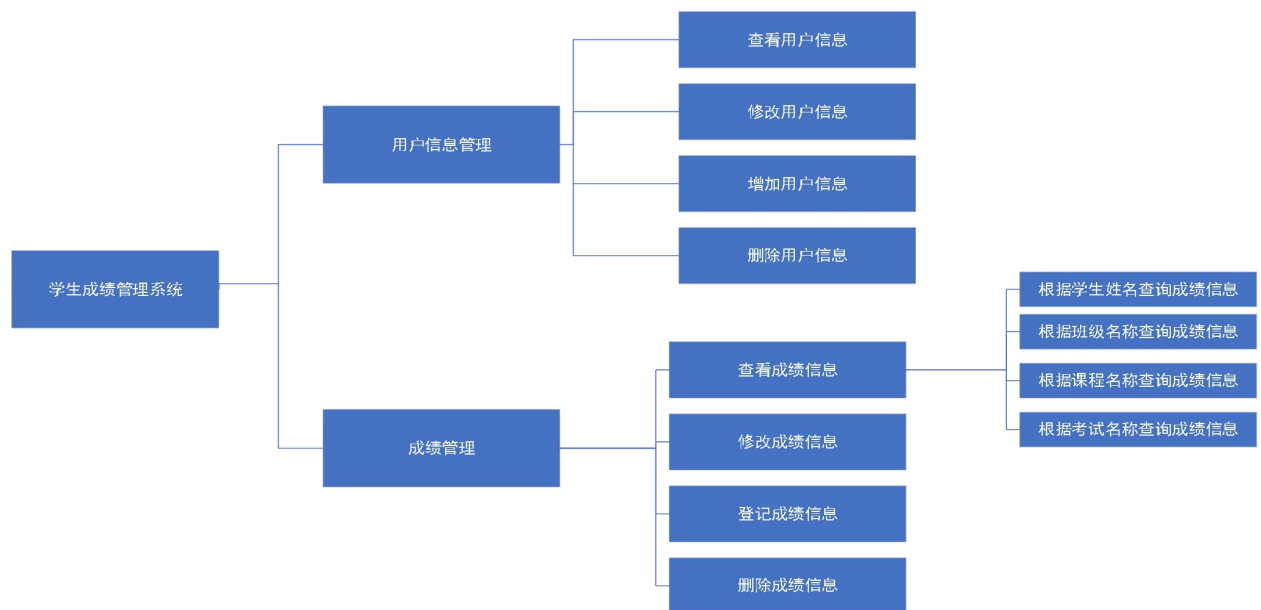 学生成绩管理系统
用户信息管理
查看用户信息
修改用户信息
增加用户信息
删除用户信息
成绩管理
查看成绩信息
根据学生姓名查询成绩信息
根据班级名称查询成绩信息
根据课程名称查询成绩信息
根据考试名称查询成绩信息
修改成绩信息
登记成绩信息
删除成绩信息